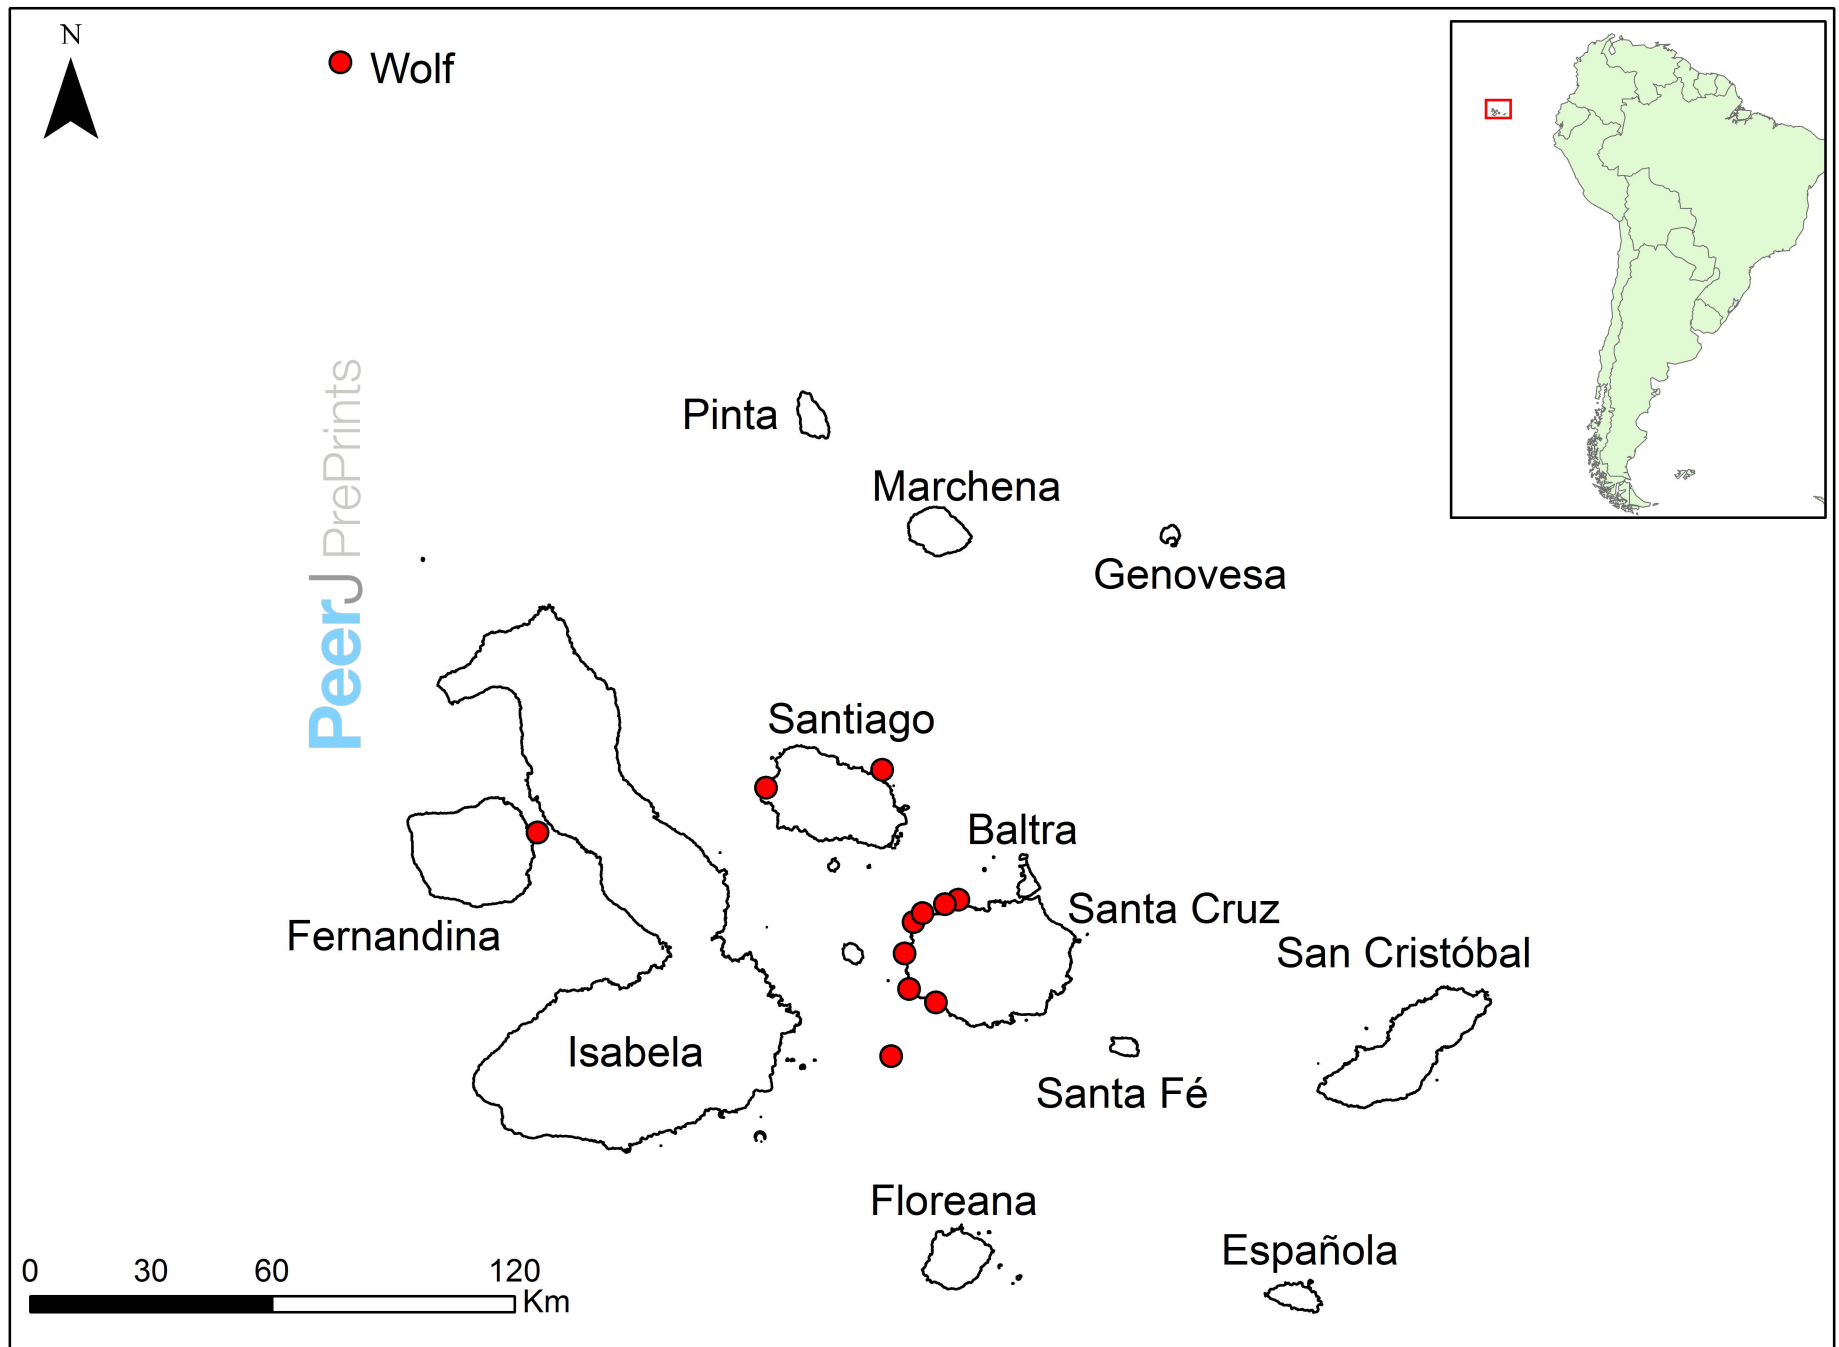 N
Wolf
Pinta
Marchena
Genovesa
PeerJ PrePrints
Santiago
Baltra
Santa Cruz
Fernandina
San Cristóbal
Isabela
Santa Fé
Floreana
Española
0 30 60 120
Km